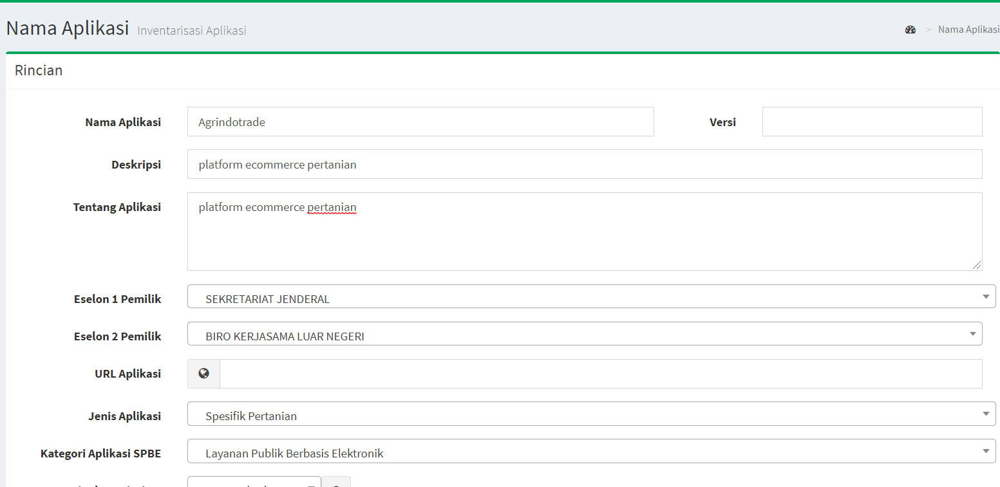 Nama Aplikasi Inventarisasi Aplikasi > Nama Aplikasi
Rincian
Nama Aplikasi Agrindotrade Versi
Deskripsi platform ecommerce pertanian
Tentang Aplikasi platform ecommerce pertanian
Eselon 1 Pemilik SEKRETARIAT JENDERAL
Eselon 2 Pemilik BIRO KERJASAMA LUAR NEGERI
URL Aplikasi
Jenis Aplikasi Spesifik Pertanian
Kategori Aplikasi SPBE Layanan Publik Berbasis Elektronik